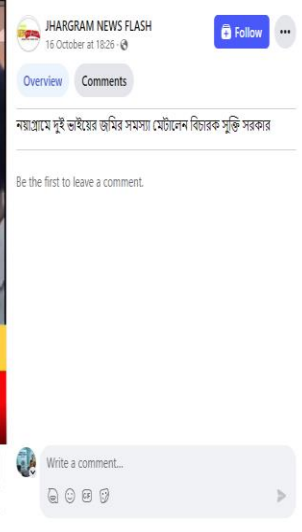 JHARGRAM NEWS FLASH
16 October at 18:26 ·
Follow
Overview
Comments
নয়াগ্রামে দুই ভাইয়ের জমির সমস্যা মেটালেন বিচারক সুক্তি সরকার
Be the first to leave a comment.
Write a comment...
GIF